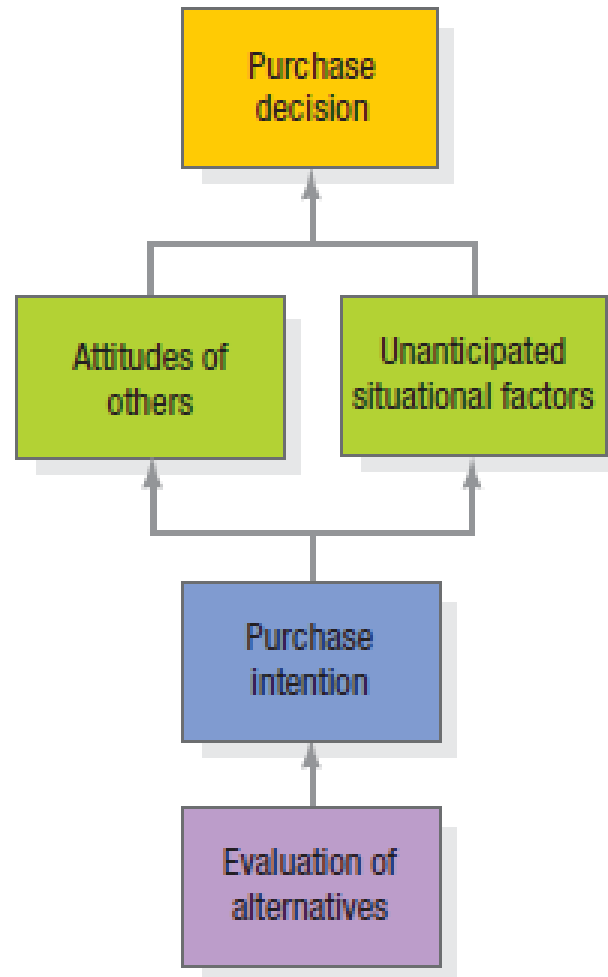 Purchase
decision
Attitudes of
others
Unanticipated
situational factors
Purchase
intention
Evaluation of
alternatives